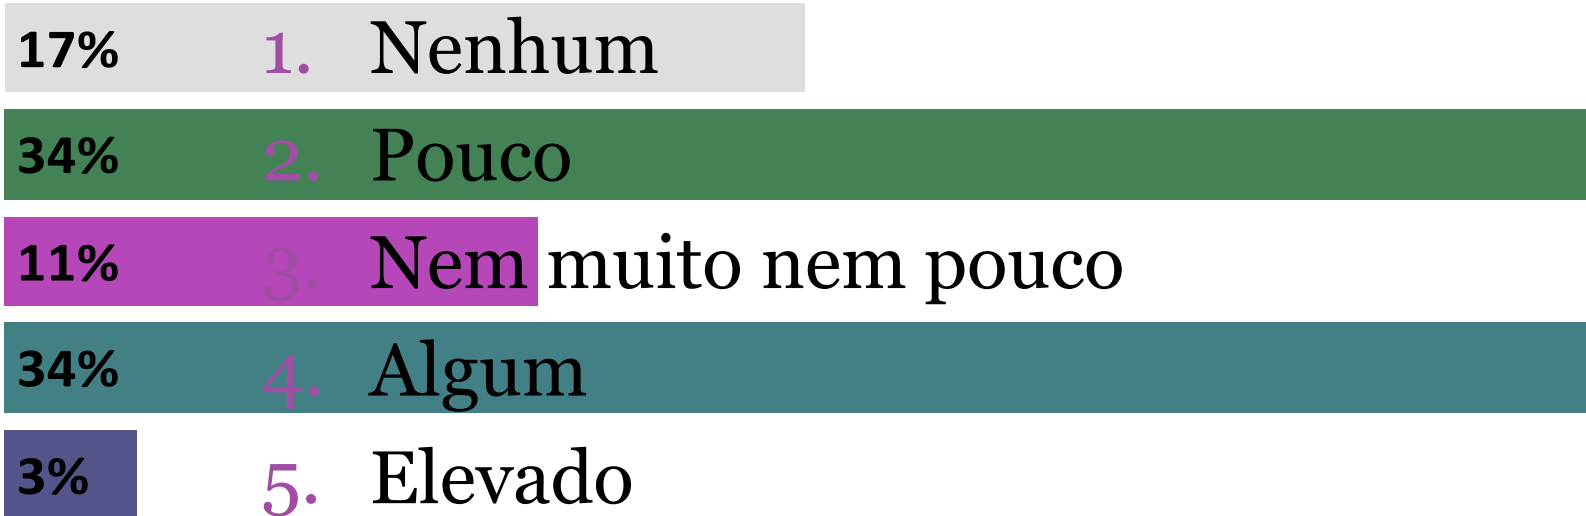 17% 1. Nenhum
34% 2. Pouco
11% 3. Nem muito nem pouco
34% 4. Algum
3% 5. Elevado